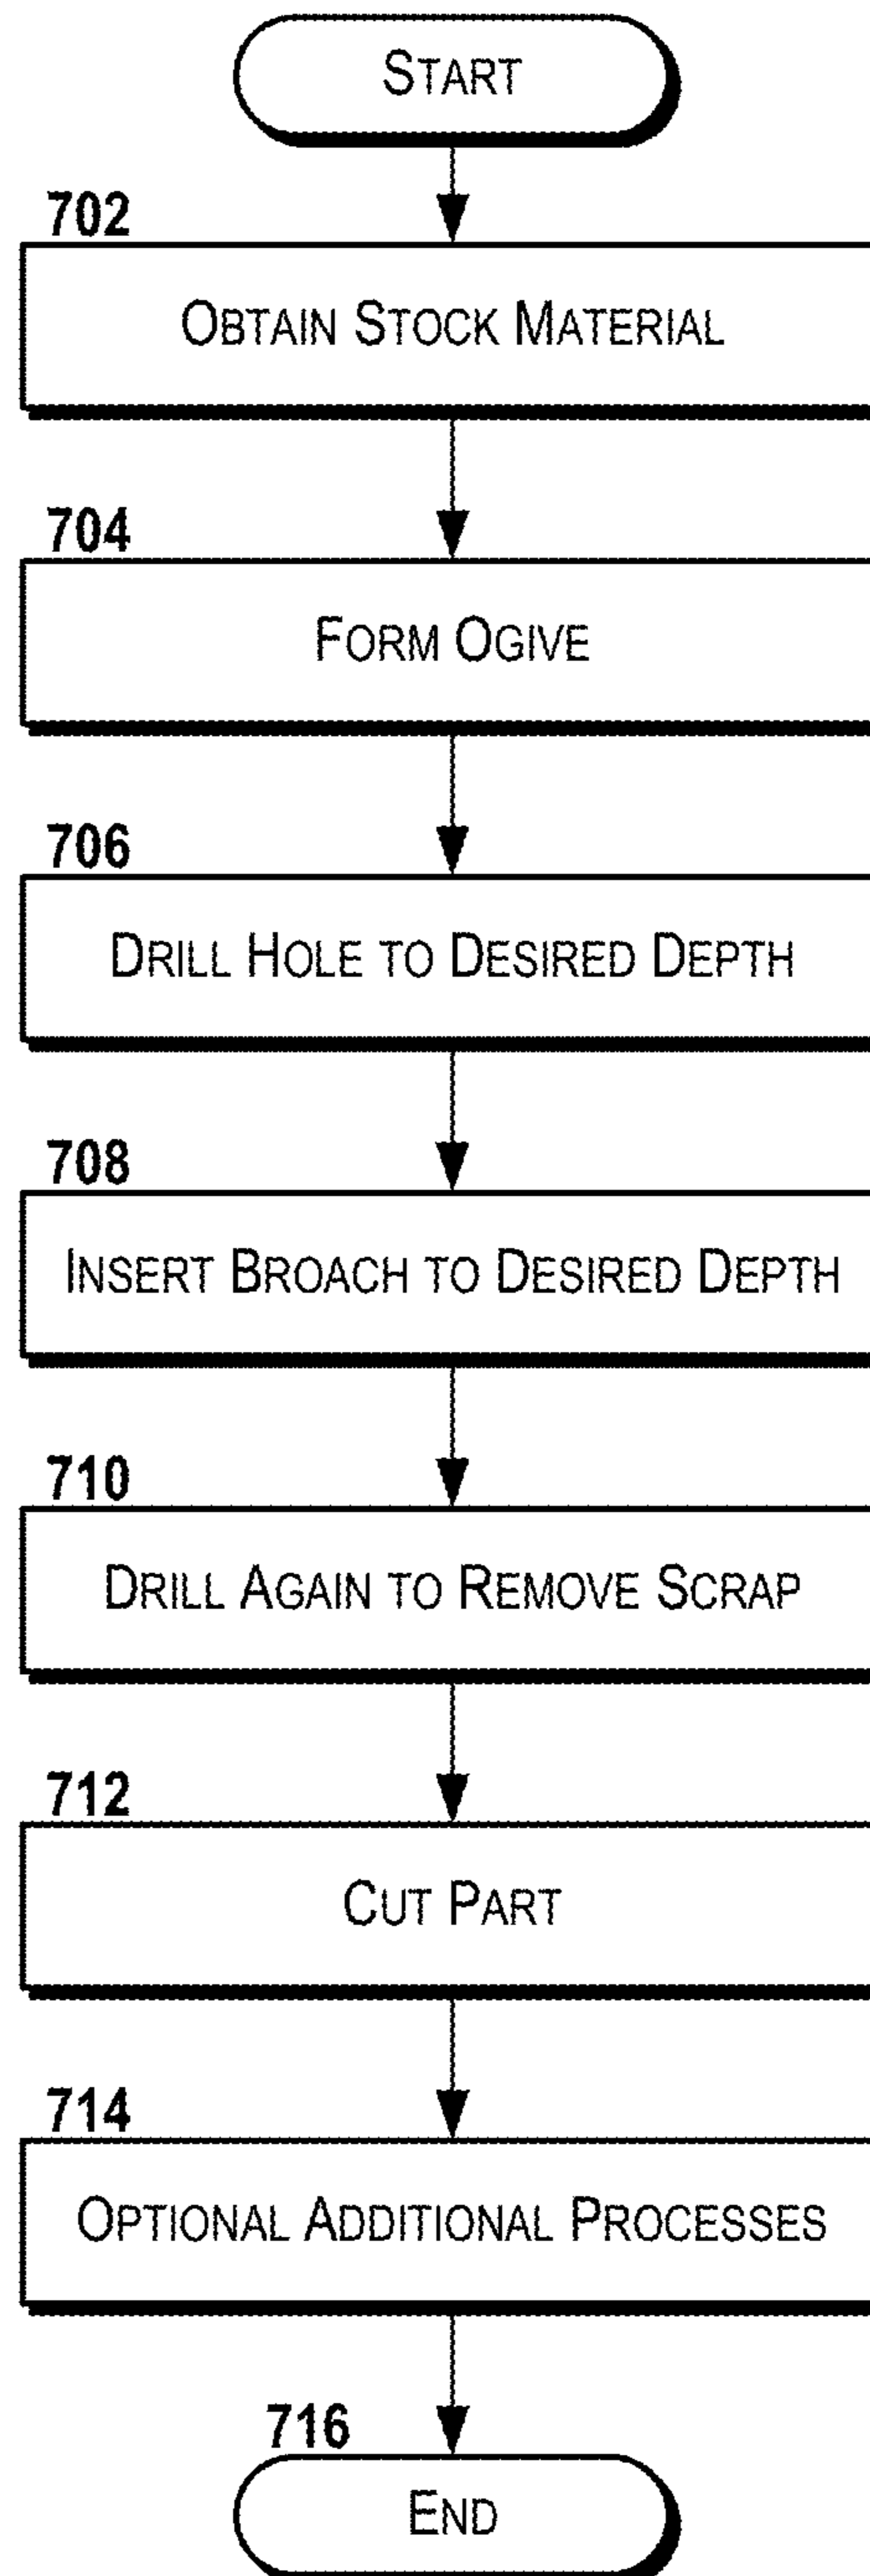 START
702
OBTAIN STOCK MATERIAL
704
FORM OGIVE
706
DRILL HOLE TO DESIRED DEPTH
708
INSERT BROACH TO DESIRED DEPTH
710
DRILL AGAIN TO REMOVE SCRAP
712
CUT PART
714
OPTIONAL ADDITIONAL PROCESSES
716
END